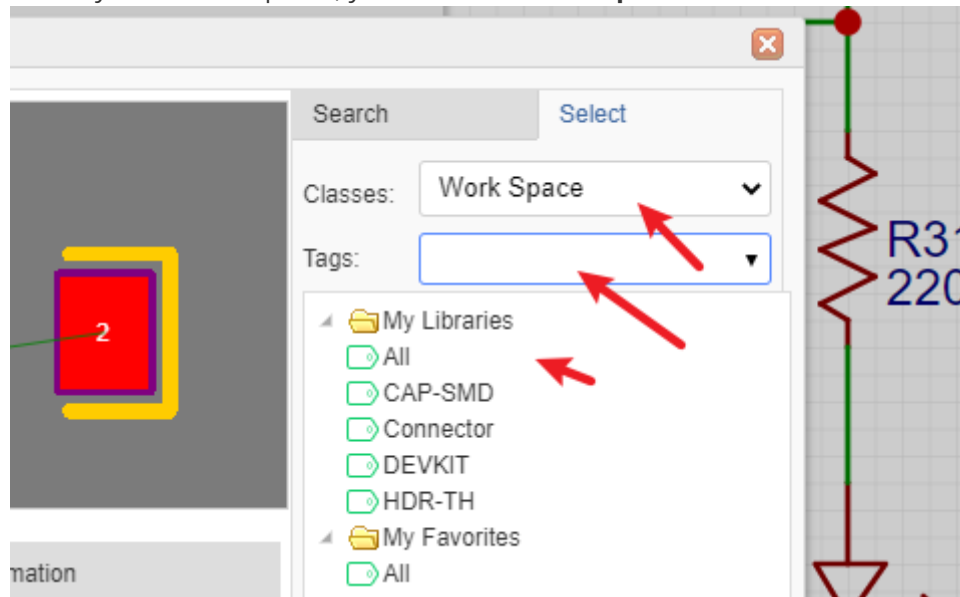 Search Select
Classes: Work Space
Tags:
My Libraries
All
CAP-SMD
Connector
DEVKIT
HDR-TH
My Favorites
All
2
mation
R31
220